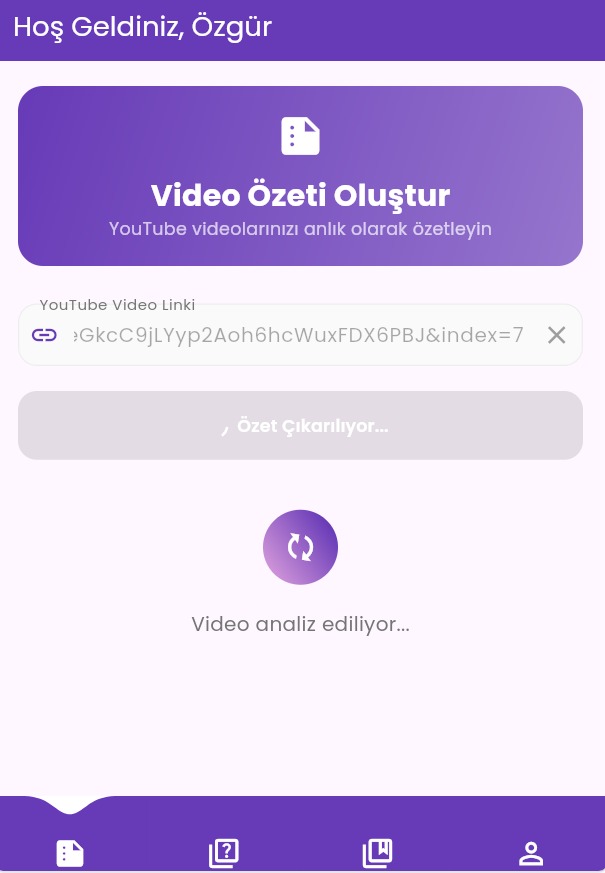 Hoş Geldiniz, Özgür
Video Özeti Oluştur
YouTube videolarınızı anlık olarak özetleyin
YouTube Video Linki
GkcC9jLYyp2Aoh6hcWuxFDX6PBJ&index=7
Özet Çıkarılıyor...
Video analiz ediliyor...